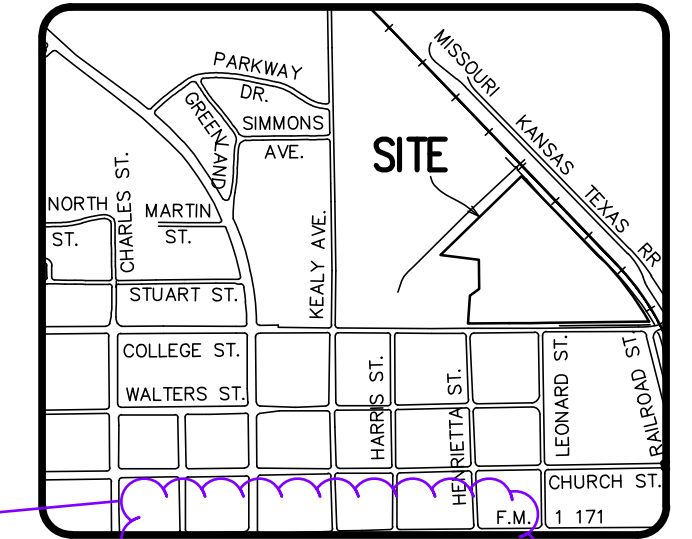 MISSOURI
KANSAS
TEXAS
RR
PARKWAY
DR.
GREENLAND
SIMMONS
AVE.
SITE
NORTH
ST.
CHARLES ST.
MARTIN
ST.
KEALY AVE.
STUART ST.
COLLEGE ST.
WALTERS ST.
HARRIS ST.
HENRIETTA ST.
LEONARD ST.
RAILROAD ST.
CHURCH ST.
F.M. 1 171